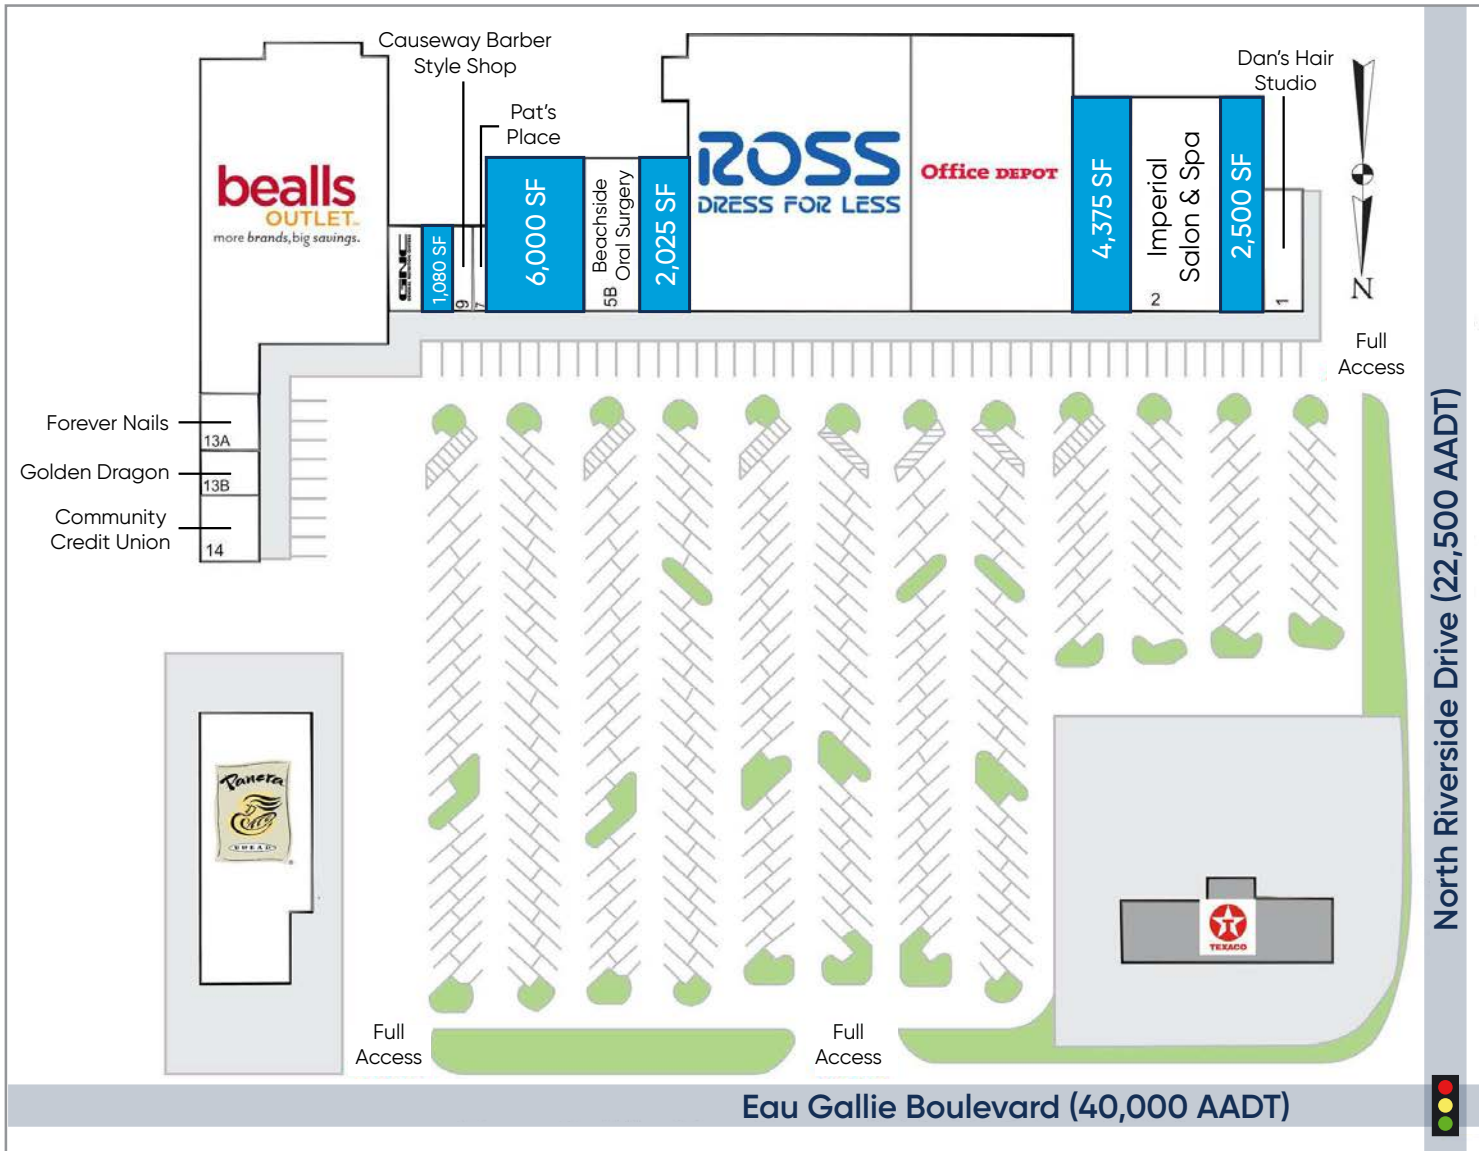 Causeway Barber
Style Shop
Pat's
Place
Dan's Hair
Studio
bealls
OUTLET
more brands, big savings.
GNC
1,080 SF
9
7
6,000 SF
Beachside
Oral Surgery
5B
2,025 SF
ROSS
DRESS FOR LESS
Office DEPOT
4,375 SF
Imperial
Salon & Spa
2
2,500 SF
1
N
Full
Access
Forever Nails
13A
Golden Dragon
13B
Community
Credit Union
14
Panera
BREAD
TEXACO
North Riverside Drive (22,500 AADT)
Full
Access
Full
Access
Eau Gallie Boulevard (40,000 AADT)